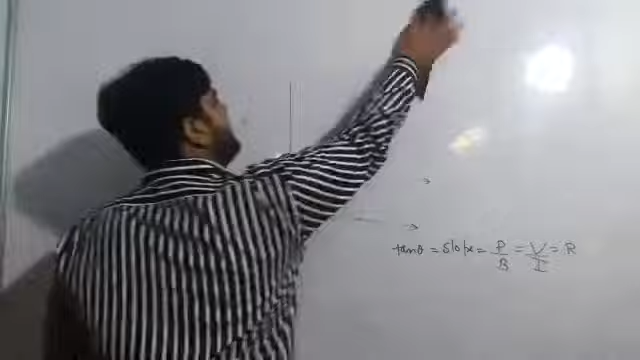 →
→
tanθ = Slope = P/B = V/I = R